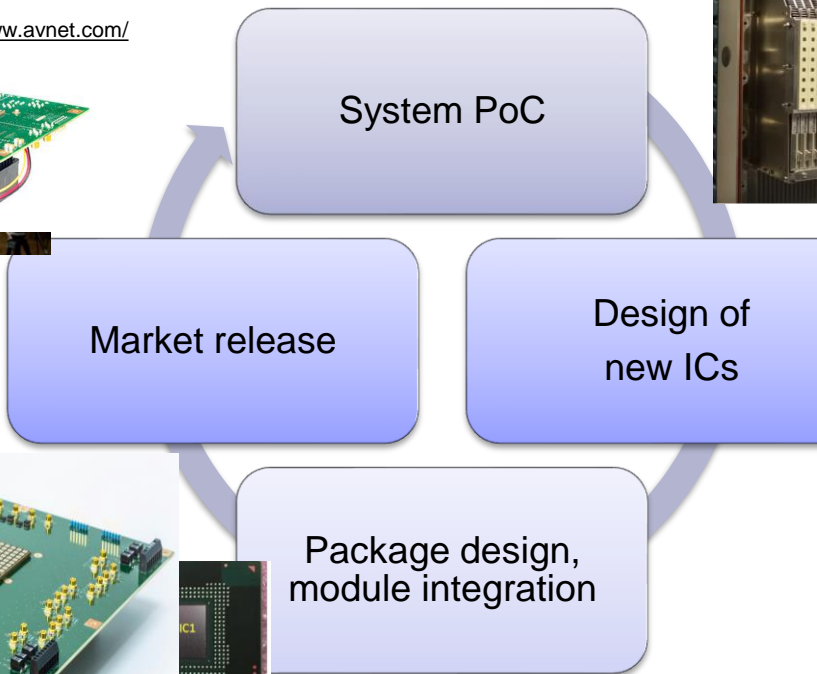 ww.avnet.com/
System PoC
Market release
Design of
new ICs
Package design,
module integration
IC1